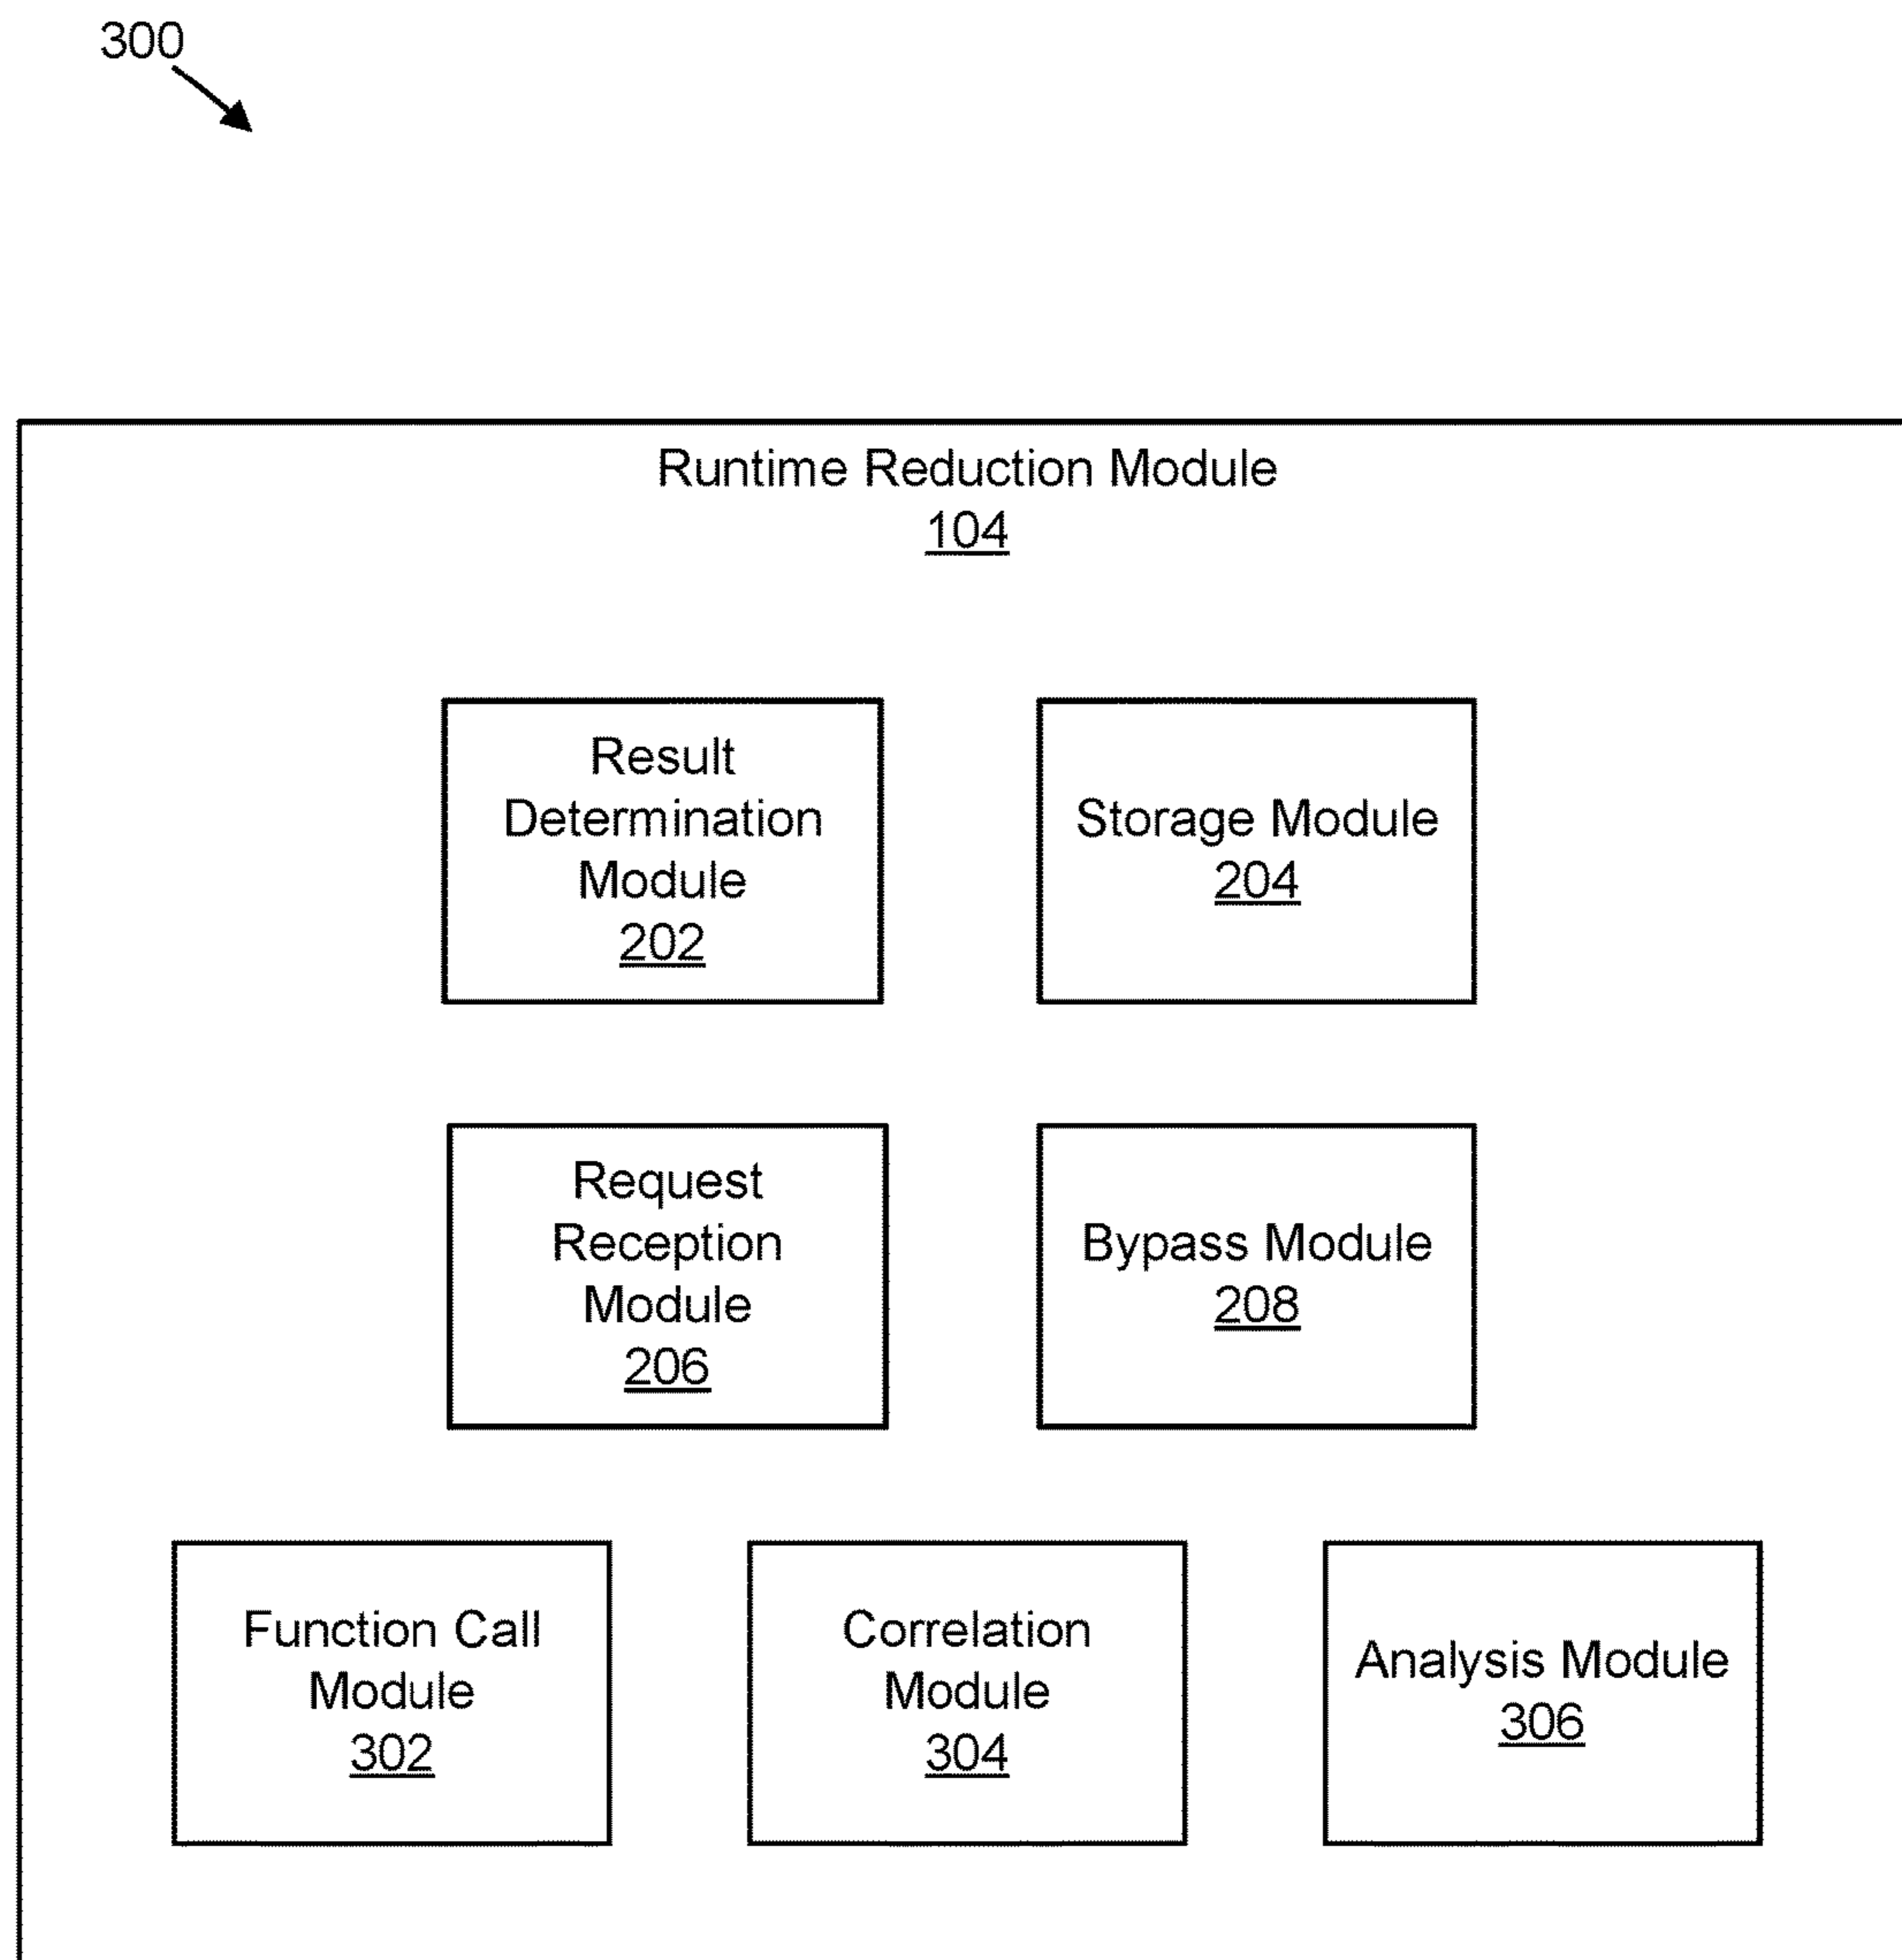 300
Runtime Reduction Module
104
Result
Determination
Module
202
Storage Module
204
Request
Reception
Module
206
Bypass Module
208
Function Call
Module
302
Correlation
Module
304
Analysis Module
306